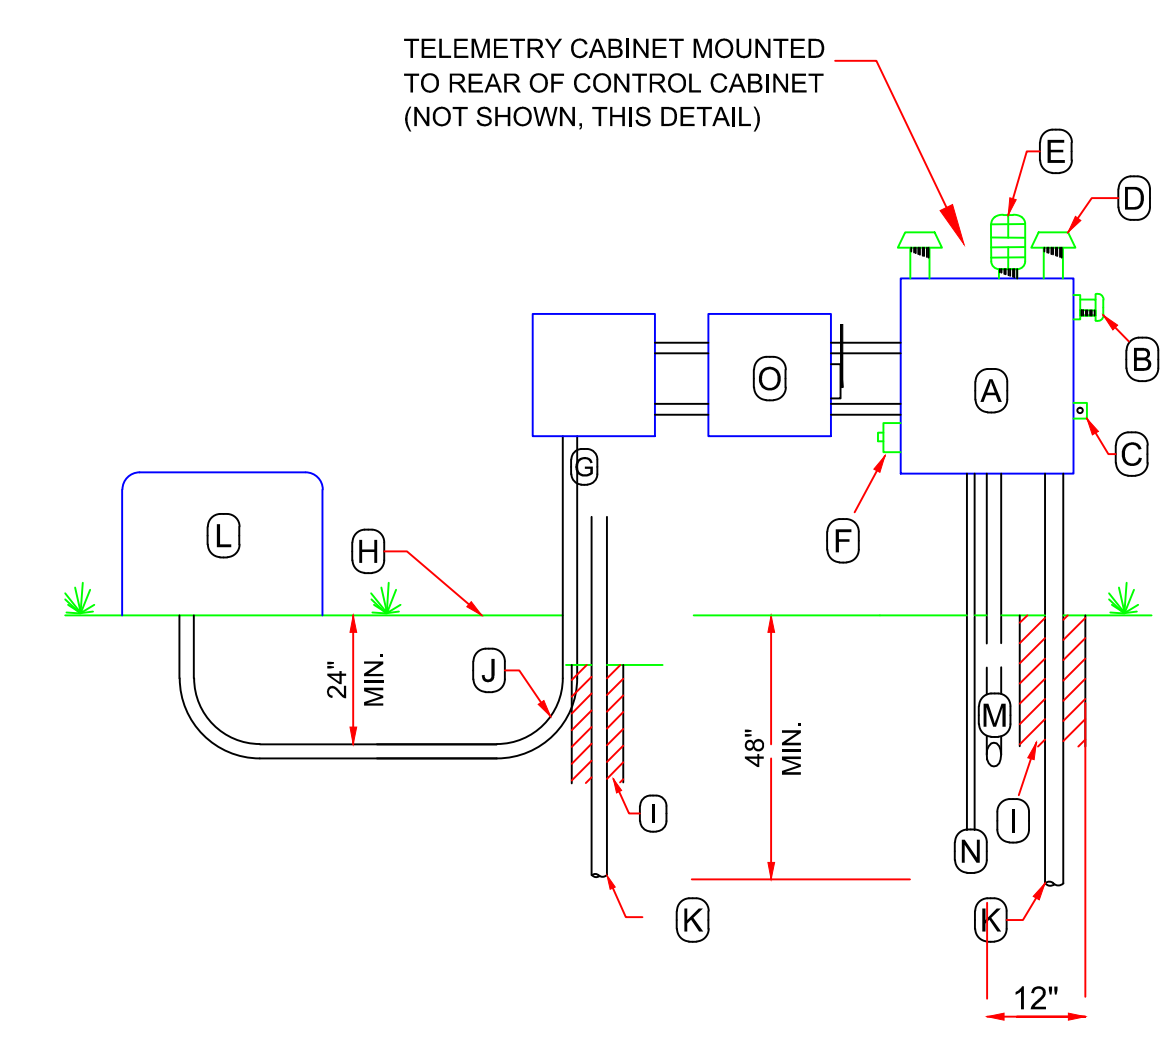 TELEMETRY CABINET MOUNTED
TO REAR OF CONTROL CABINET
(NOT SHOWN, THIS DETAIL)
E
D
B
O
A
C
G
F
L
H
J
24"
MIN.
M
48"
MIN.
I
I
N
K
K
12"